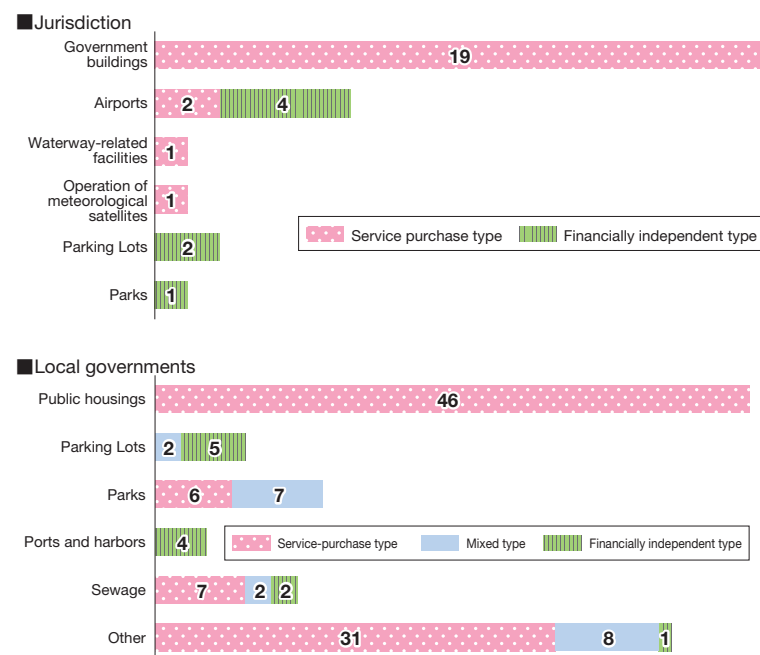 ■Jurisdiction
Government
buildings
19
Airports
2
4
Waterway-related
facilities
1
Operation of
meteorological
satellites
1
Service purchase type
Financially independent type
Parking Lots
2
Parks
1
■Local governments
Public housings
46
Parking Lots
2
5
Parks
6
7
Ports and harbors
4
Service-purchase type
Mixed type
Financially independent type
Sewage
7
2
2
Other
31
8
1